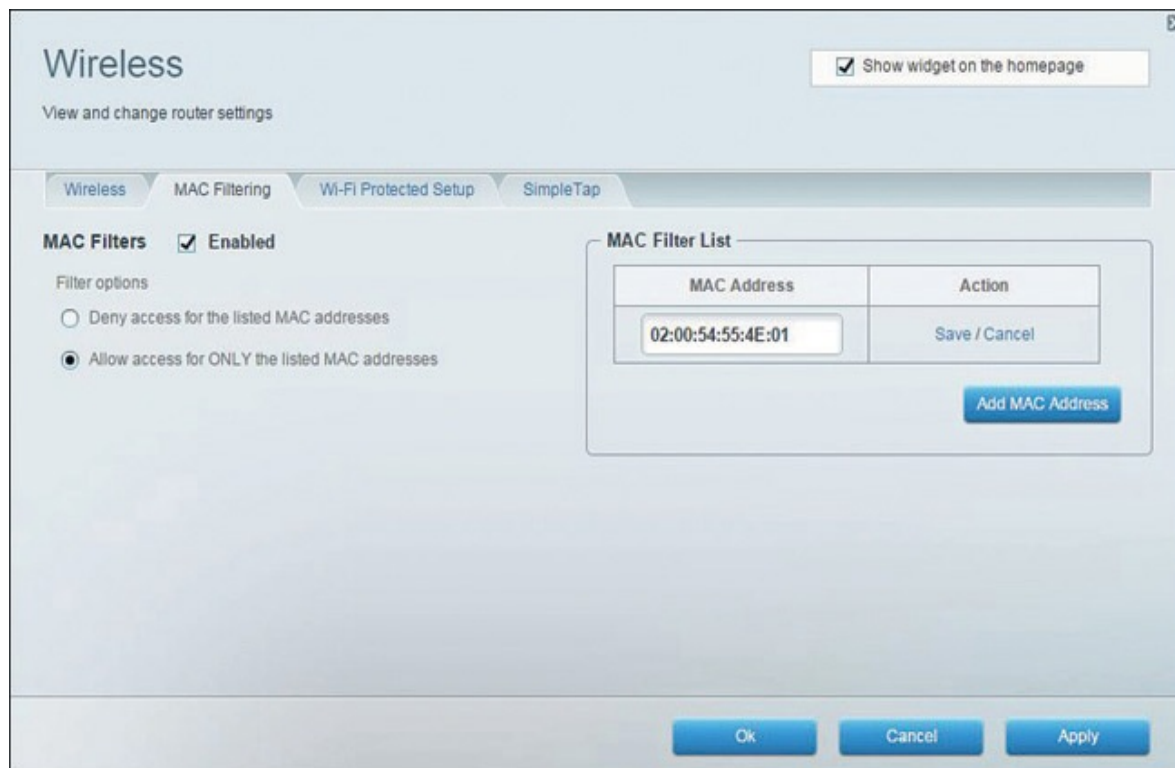 Wireless
Show widget on the homepage
View and change router settings
Wireless MAC Filtering Wi-Fi Protected Setup SimpleTap
MAC Filters Enabled
Filter options
Deny access for the listed MAC addresses
Allow access for ONLY the listed MAC addresses
MAC Filter List
MAC Address Action
02:00:54:55:4E:01 Save / Cancel
Add MAC Address
Ok Cancel Apply